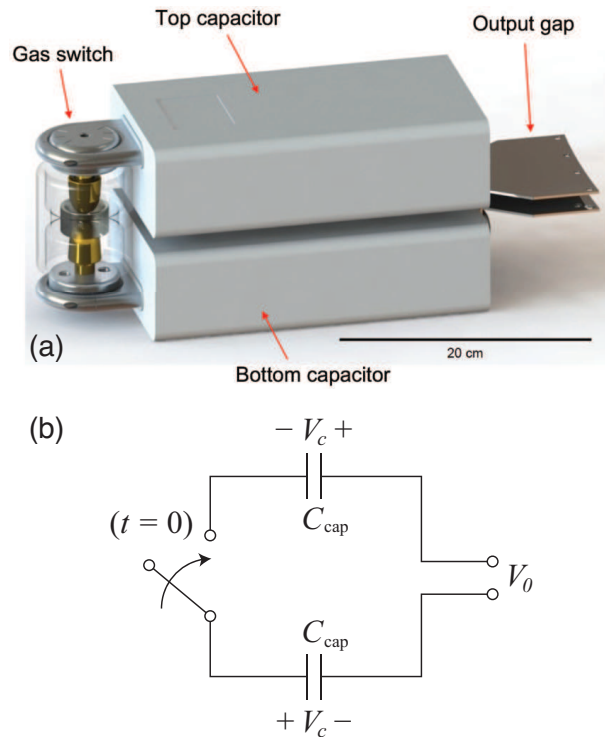 Top capacitor
Output gap
Gas switch
(a)
20 cm
Bottom capacitor
(b)
− V_c +
(t = 0)
C_cap
V_0
C_cap
+ V_c −